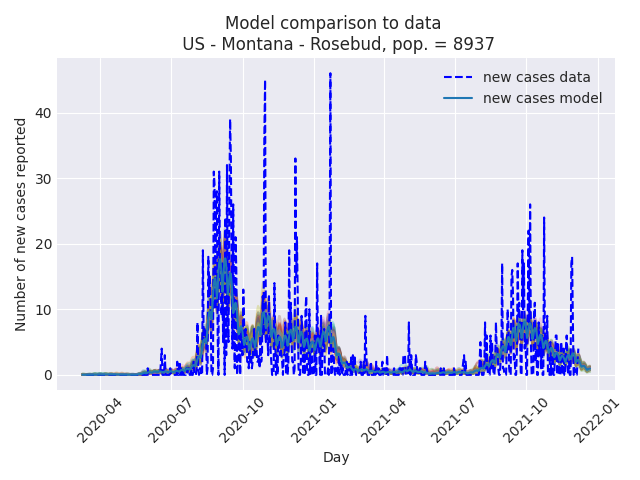 Model comparison to data
US - Montana - Rosebud, pop. = 8937
new cases data
new cases model
Number of new cases reported
40
30
20
10
0
2020-04
2020-07
2020-10
2021-01
2021-04
2021-07
2021-10
2022-01
Day